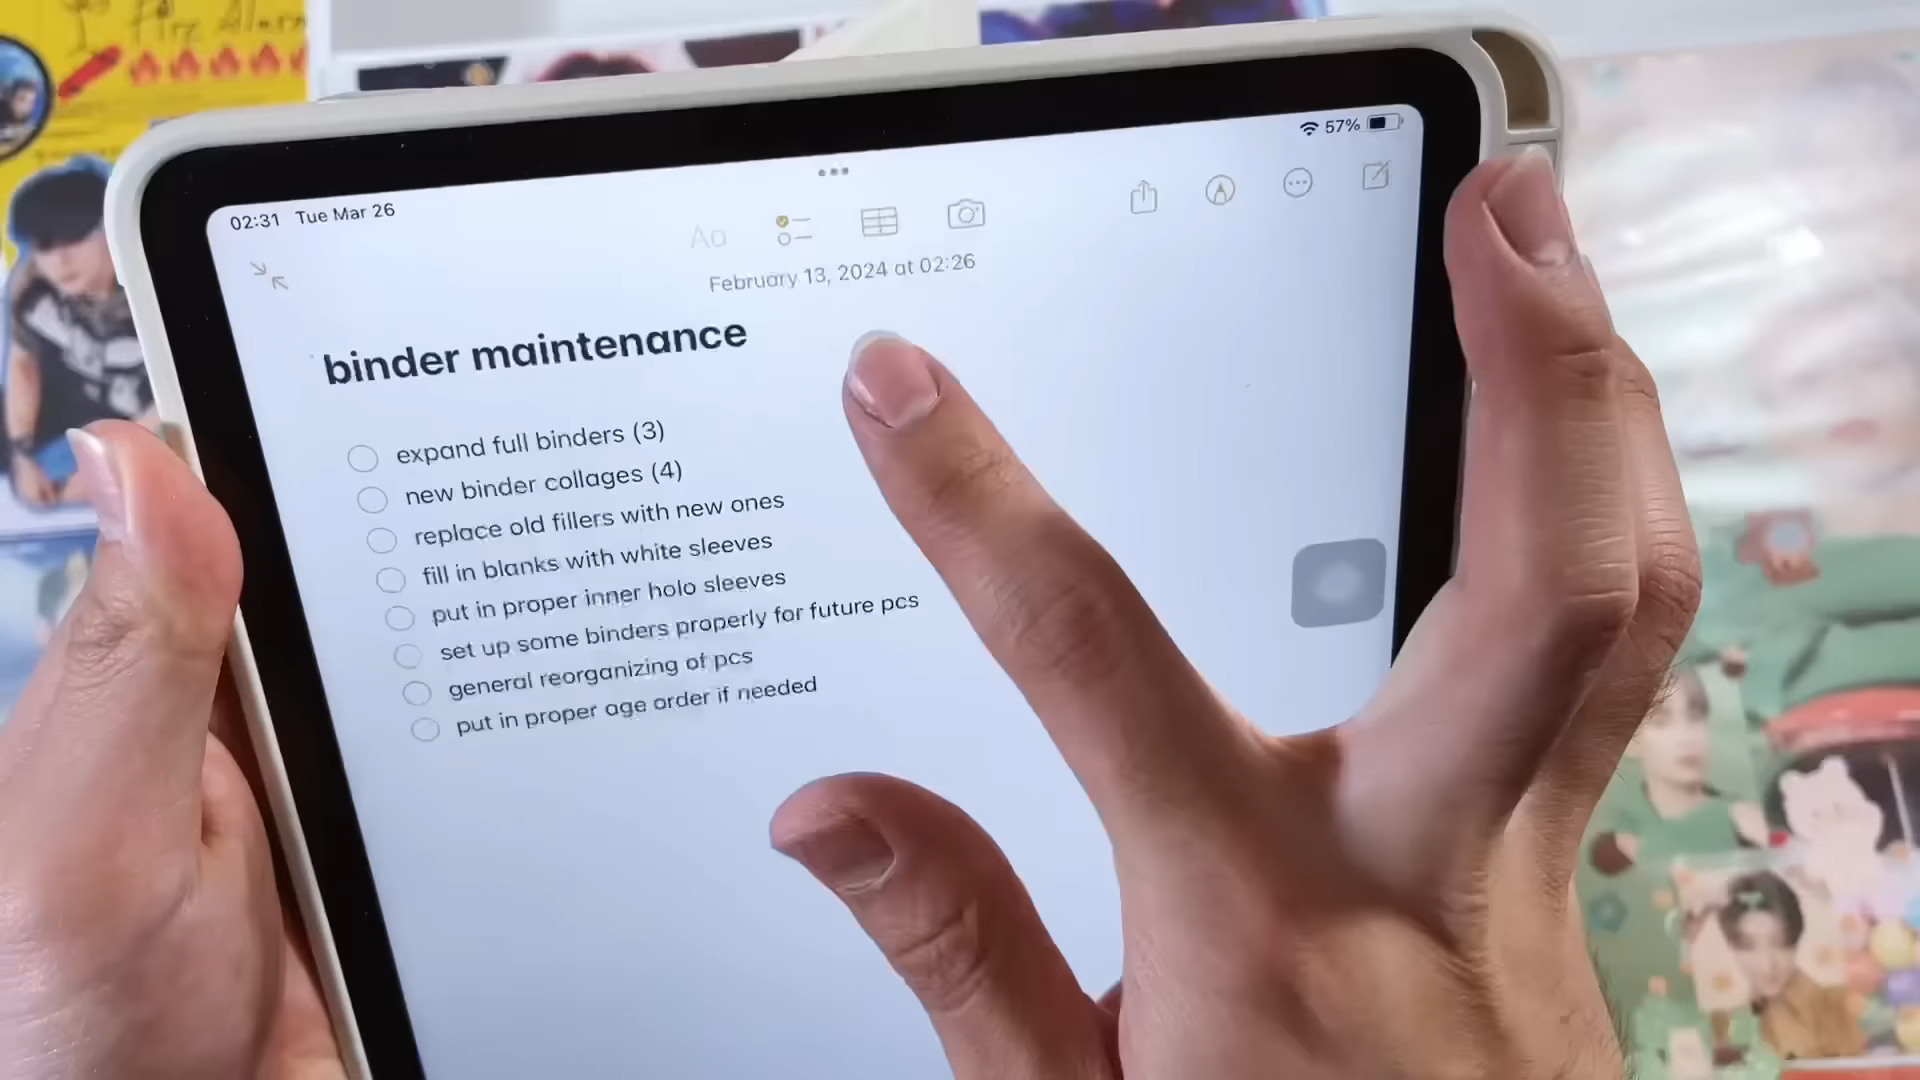 Fire Alarm
02:31 Tue Mar 26
57%
Aa
February 13, 2024 at 02:26
binder maintenance
expand full binders (3)
new binder collages (4)
replace old fillers with new ones
fill in blanks with white sleeves
put in proper inner holo sleeves
set up some binders properly for future pcs
general reorganizing of pcs
put in proper age order if needed